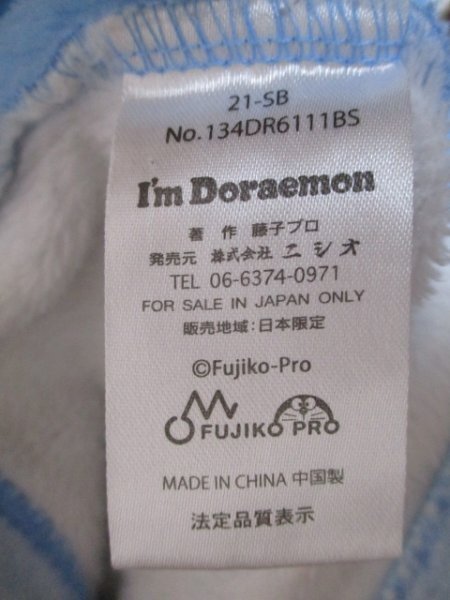 21-SB
No.134DR6111BS
I'm Doraemon
著 作 藤子プロ
発売元 株式会社 ニシオ
TEL 06-6374-0971
FOR SALE IN JAPAN ONLY
販売地域:日本限定
©Fujiko-Pro
FUJIKO PRO
MADE IN CHINA 中国製
法定品質表示